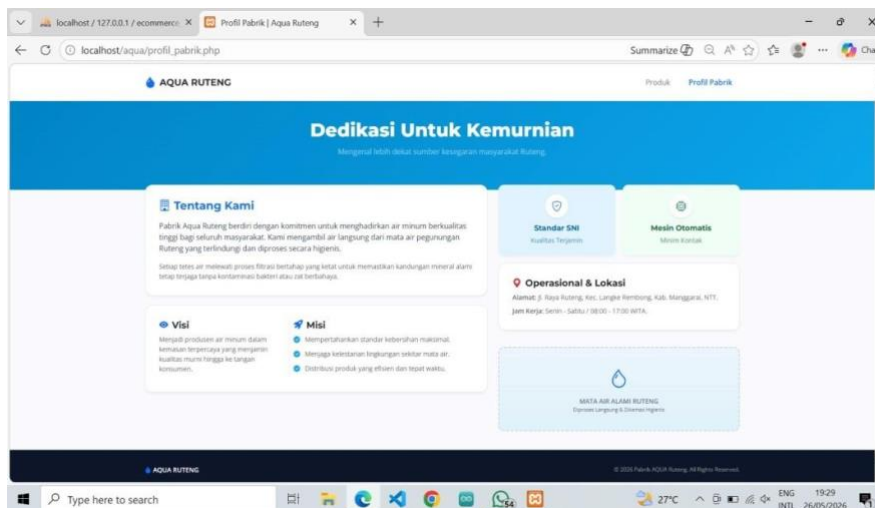 localhost / 127.0.0.1 / ecommerce
Profil Pabrik | Aqua Ruteng
localhost/aqua/profil_pabrik.php
Summarize
AQUA RUTENG
Produk
Profil Pabrik
Dedikasi Untuk Kemurnian
Mengenal lebih dekat sumber kesegaran masyarakat Ruteng.
Tentang Kami
Pabrik Aqua Ruteng berdiri dengan komitmen untuk menghadirkan air minum berkualitas
tinggi bagi seluruh masyarakat. Kami mengambil air langsung dari mata air pegunungan
Ruteng yang terlindungi dan diproses secara higienis.
Setiap tetes air melewati proses filtrasi bertahap yang ketat untuk memastikan kandungan mineral alami
tetap terjaga tanpa kontaminasi bakteri atau zat berbahaya.
Visi
Menjadi produsen air minum dalam
kemasan terpercaya yang menjamin
kualitas murni hingga ke tangan
konsumen.
Misi
Mempertahankan standar kebersihan maksimal.
Menjaga kelestarian lingkungan sekitar mata air.
Distribusi produk yang efisien dan tepat waktu.
Standar SNI
Kualitas Terjamin
Mesin Otomatis
Minim Kontak
Operasional & Lokasi
Alamat: Jl. Raya Ruteng, Kec. Langke Rembong, Kab. Manggarai, NTT.
Jam Kerja: Senin - Sabtu / 08:00 - 17:00 WITA.
MATA AIR ALAMI RUTENG
Diproses Langsung & Dikemas Higienis
AQUA RUTENG
© 2026 Pabrik AQUA Ruteng. All Rights Reserved.
Type here to search
54
27°C
ENG
INTL
19:29
26/05/2026